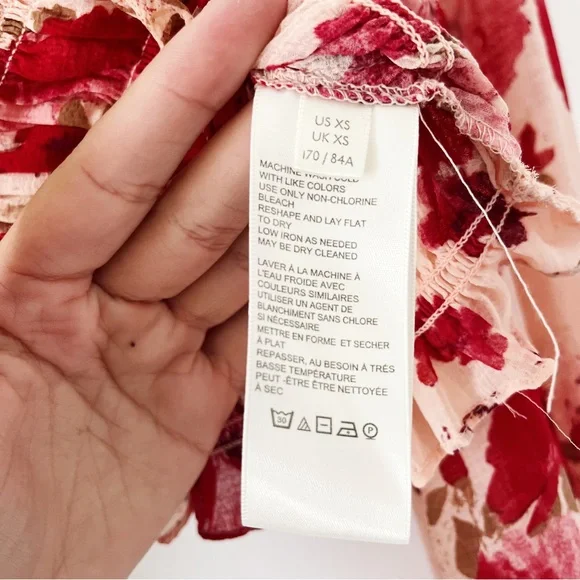 US XS
UK XS
170 / 84A
MACHINE WASH COLD
WITH LIKE COLORS
USE ONLY NON-CHLORINE
BLEACH
RESHAPE AND LAY FLAT
TO DRY
LOW IRON AS NEEDED
MAY BE DRY CLEANED
LAVER À LA MACHINE À
L'EAU FROIDE AVEC
COULEURS SIMILAIRES
UTILISER UN AGENT DE
BLANCHIMENT SANS CHLORE
SI NÉCESSAIRE
METTRE EN FORME ET SECHER
À PLAT
REPASSER, AU BESOIN À TRÈS
BASSE TEMPÉRATURE
PEUT -ÊTRE ÊTRE NETTOYÉE
À SEC
30 P